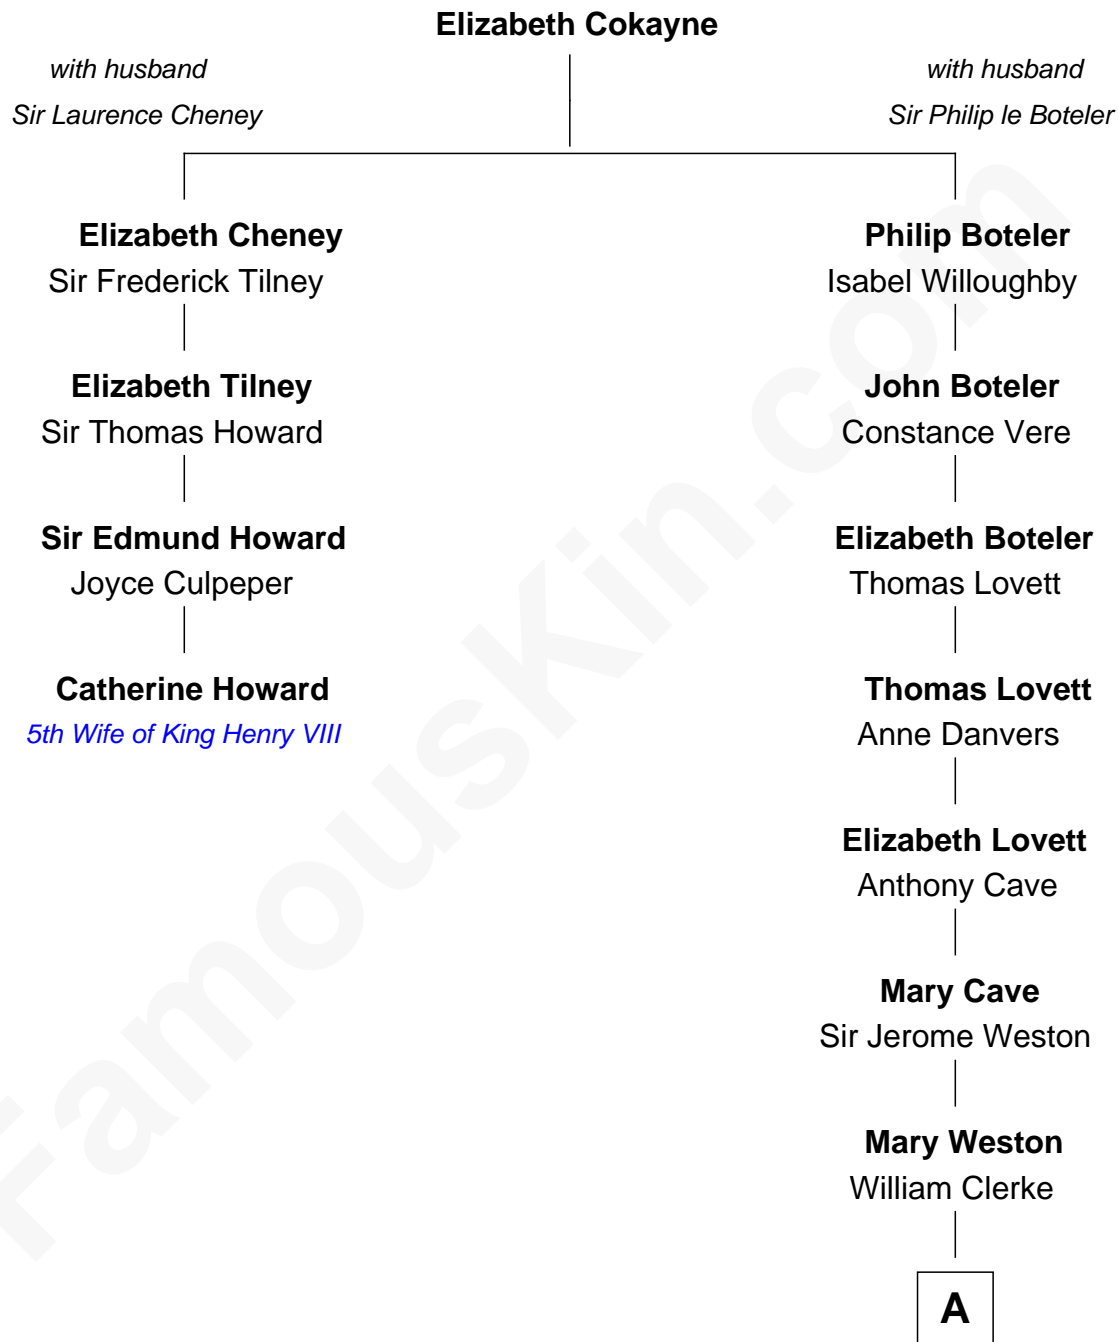 Elizabeth Cokayne
with husband
Sir Laurence Cheney
with husband
Sir Philip le Boteler
Elizabeth Cheney
Sir Frederick Tilney
Elizabeth Tilney
Sir Thomas Howard
Sir Edmund Howard
Joyce Culpeper
Catherine Howard
5th Wife of King Henry VIII
Philip Boteler
Isabel Willoughby
John Boteler
Constance Vere
Elizabeth Boteler
Thomas Lovett
Thomas Lovett
Anne Danvers
Elizabeth Lovett
Anthony Cave
Mary Cave
Sir Jerome Weston
Mary Weston
William Clerke
A
FamousKin.com